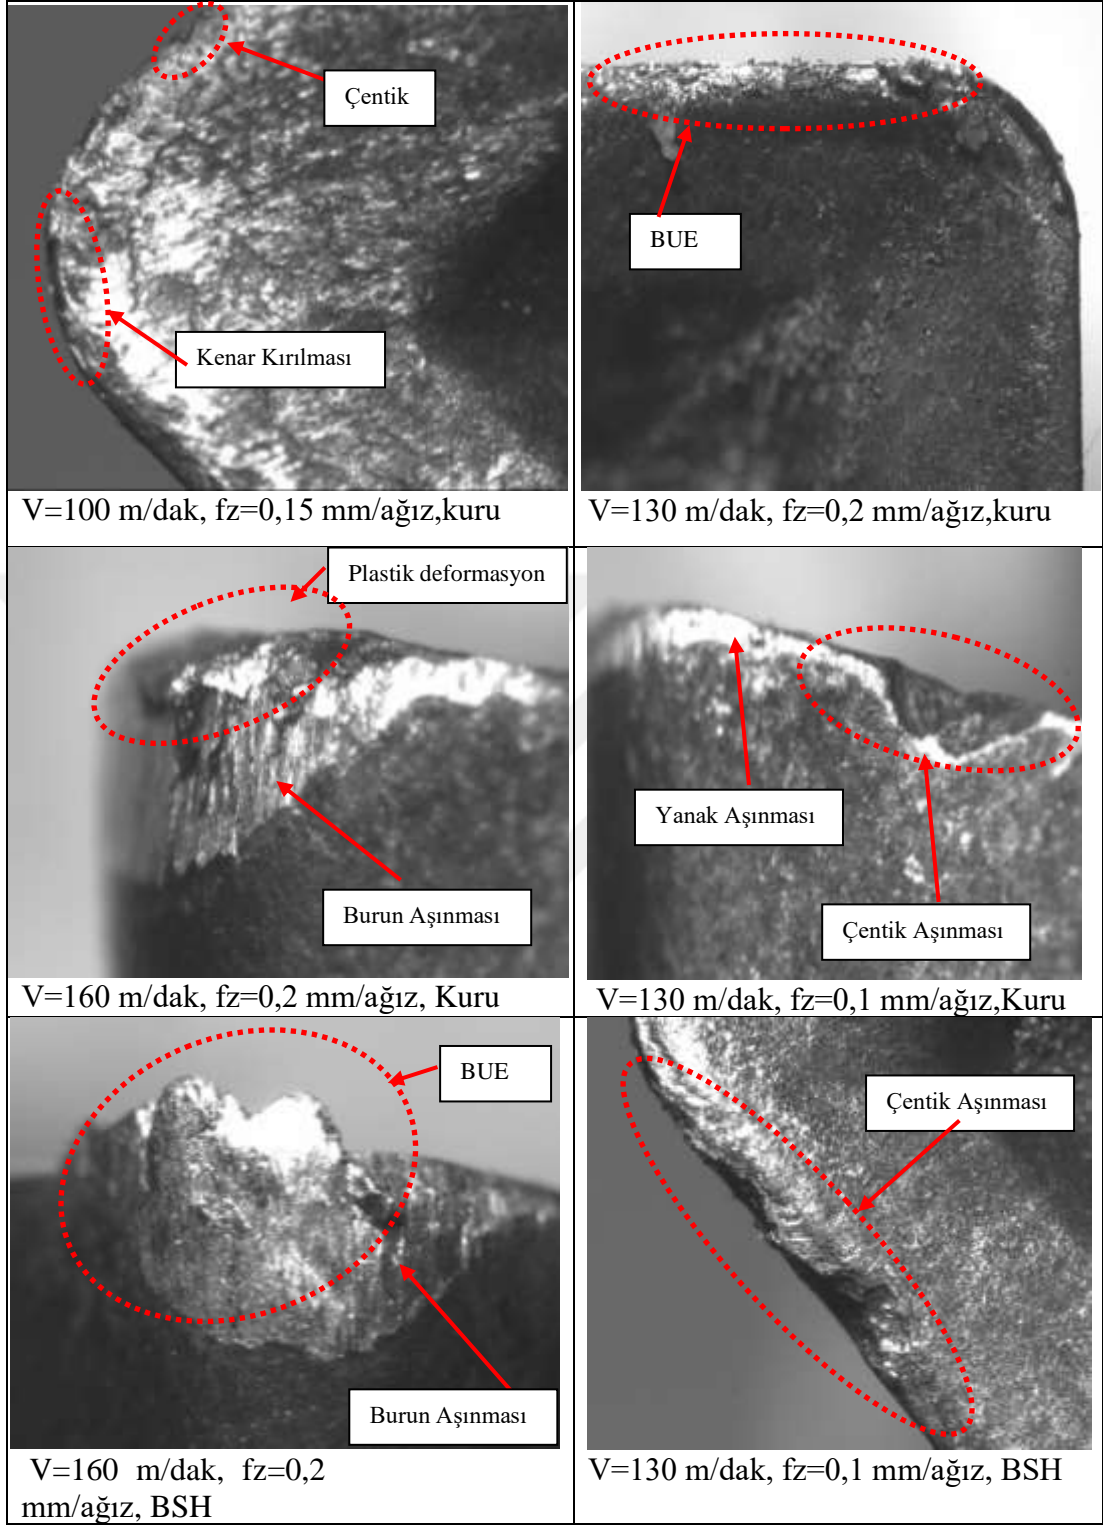 Çentik
Kenar Kırılması
V=100 m/dak, fz=0,15 mm/ağız,kuru
BUE
V=130 m/dak, fz=0,2 mm/ağız,kuru
Plastik deformasyon
Burun Aşınması
V=160 m/dak, fz=0,2 mm/ağız, Kuru
Yanak Aşınması
Çentik Aşınması
V=130 m/dak, fz=0,1 mm/ağız,Kuru
BUE
Burun Aşınması
V=160 m/dak, fz=0,2
mm/ağız, BSH
Çentik Aşınması
V=130 m/dak, fz=0,1 mm/ağız, BSH